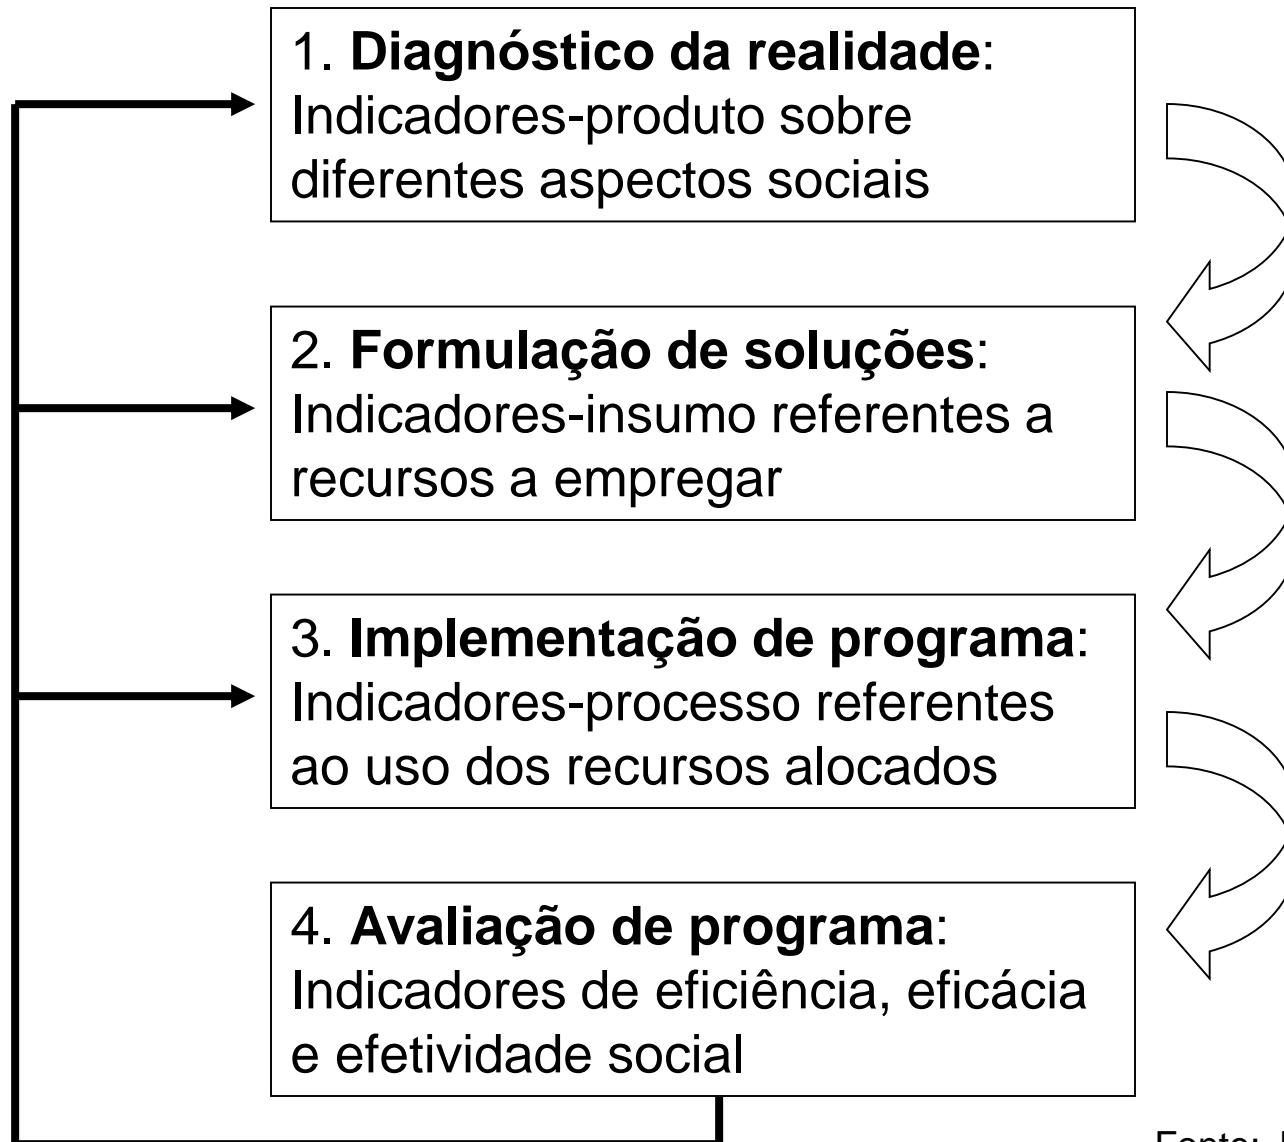 1. Diagnóstico da realidade:
Indicadores-produto sobre
diferentes aspectos sociais
2. Formulação de soluções:
Indicadores-insumo referentes a
recursos a empregar
3. Implementação de programa:
Indicadores-processo referentes
ao uso dos recursos alocados
4. Avaliação de programa:
Indicadores de eficiência, eficácia
e efetividade social
Fonte: